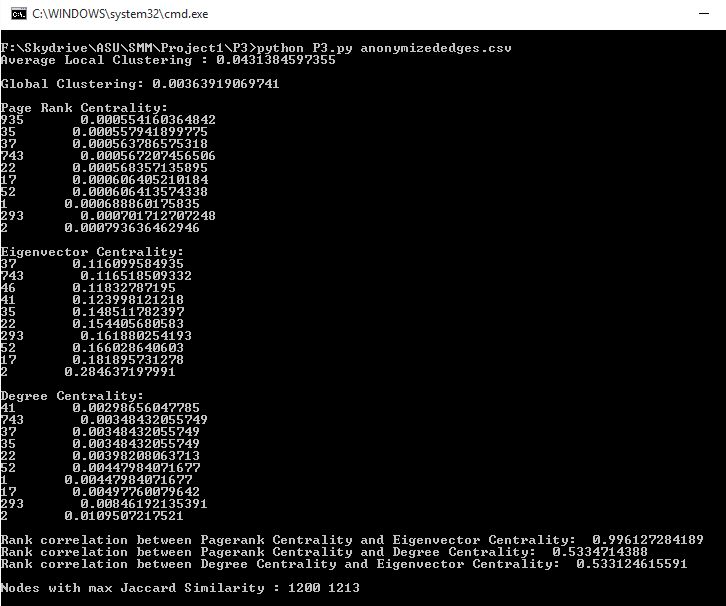 C:\WINDOWS\system32\cmd.exe
F:\Skydrive\ASU\SMM\Project1\P3>python P3.py anonymizededges.csv
Average Local Clustering : 0.0431384597355
Global Clustering: 0.00363919069741
Page Rank Centrality:
935 0.000554160364842
35 0.000557941899775
37 0.000563786575318
743 0.000567207456506
22 0.000568357135895
17 0.000606405210184
52 0.000606413574338
1 0.000688860175835
293 0.000701712707248
2 0.000793636462946
Eigenvector Centrality:
37 0.116099584935
743 0.116518509332
46 0.11832787195
41 0.123998121218
35 0.148511782397
22 0.154405680583
293 0.161880254193
52 0.166028640603
17 0.181895731278
2 0.284637197991
Degree Centrality:
41 0.00298656047785
743 0.00348432055749
37 0.00348432055749
35 0.00348432055749
22 0.00398208063713
52 0.00447984071677
1 0.00447984071677
17 0.00497760079642
293 0.00846192135391
2 0.0109507217521
Rank correlation between Pagerank Centrality and Eigenvector Centrality: 0.996127284189
Rank correlation between Pagerank Centrality and Degree Centrality: 0.5334714388
Rank correlation between Degree Centrality and Eigenvector Centrality: 0.533124615591
Nodes with max Jaccard Similarity : 1200 1213